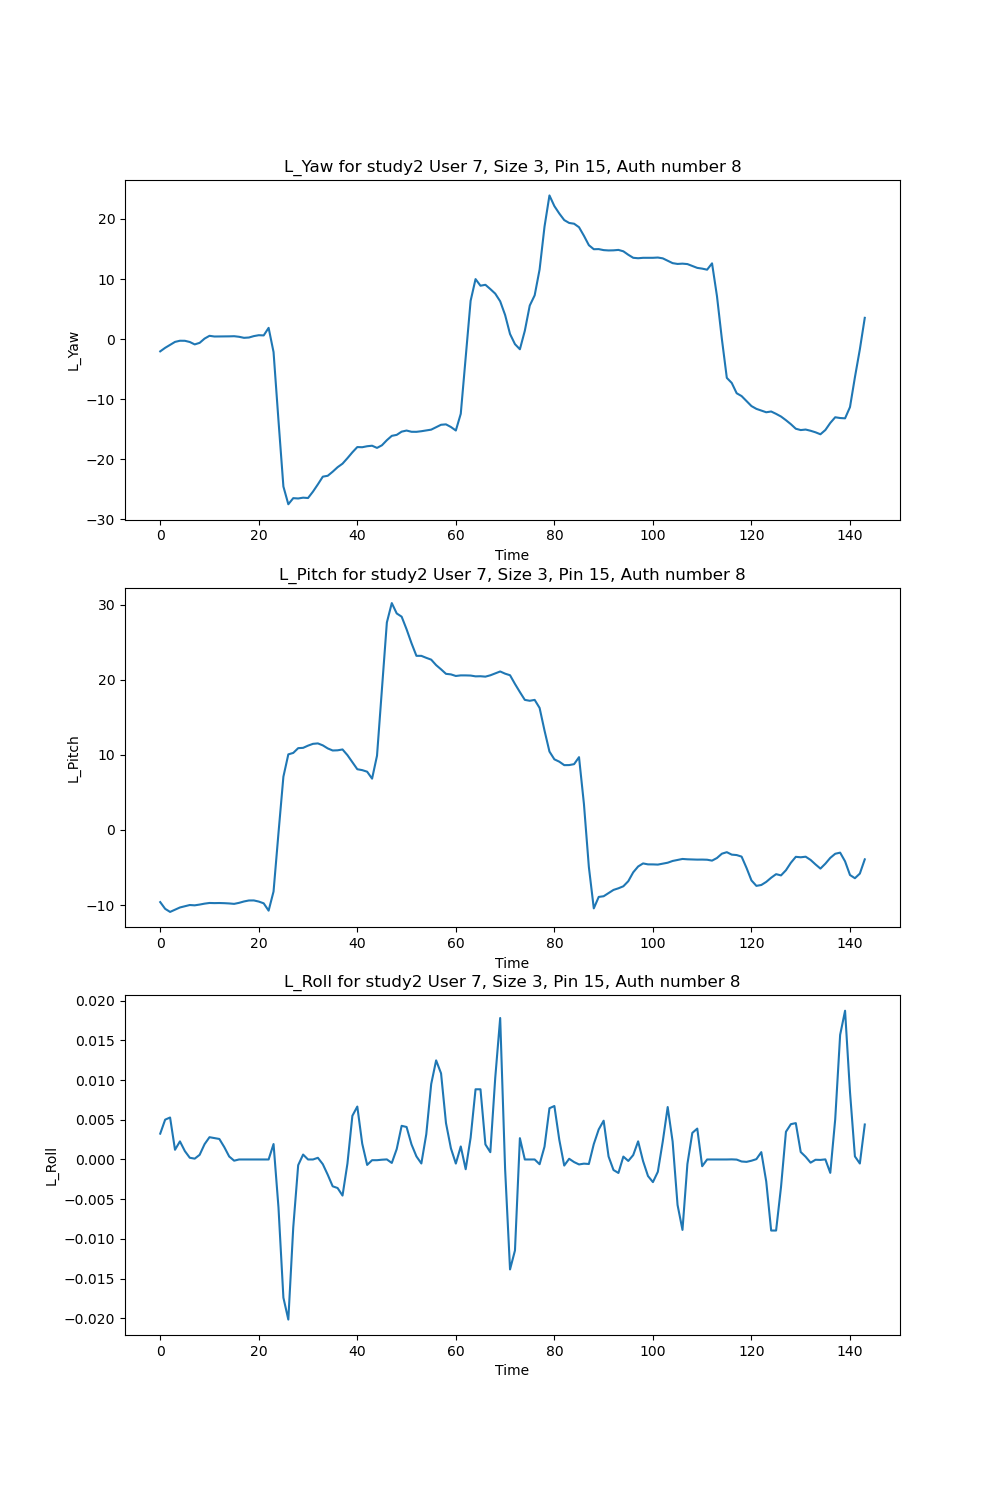 L_Yaw for study2 User 7, Size 3, Pin 15, Auth number 8
20
10
0
−10
−20
−30
L_Yaw
0 20 40 60 80 100 120 140
Time
L_Pitch for study2 User 7, Size 3, Pin 15, Auth number 8
30
20
10
0
−10
L_Pitch
0 20 40 60 80 100 120 140
Time
L_Roll for study2 User 7, Size 3, Pin 15, Auth number 8
0.020
0.015
0.010
0.005
0.000
−0.005
−0.010
−0.015
−0.020
L_Roll
0 20 40 60 80 100 120 140
Time